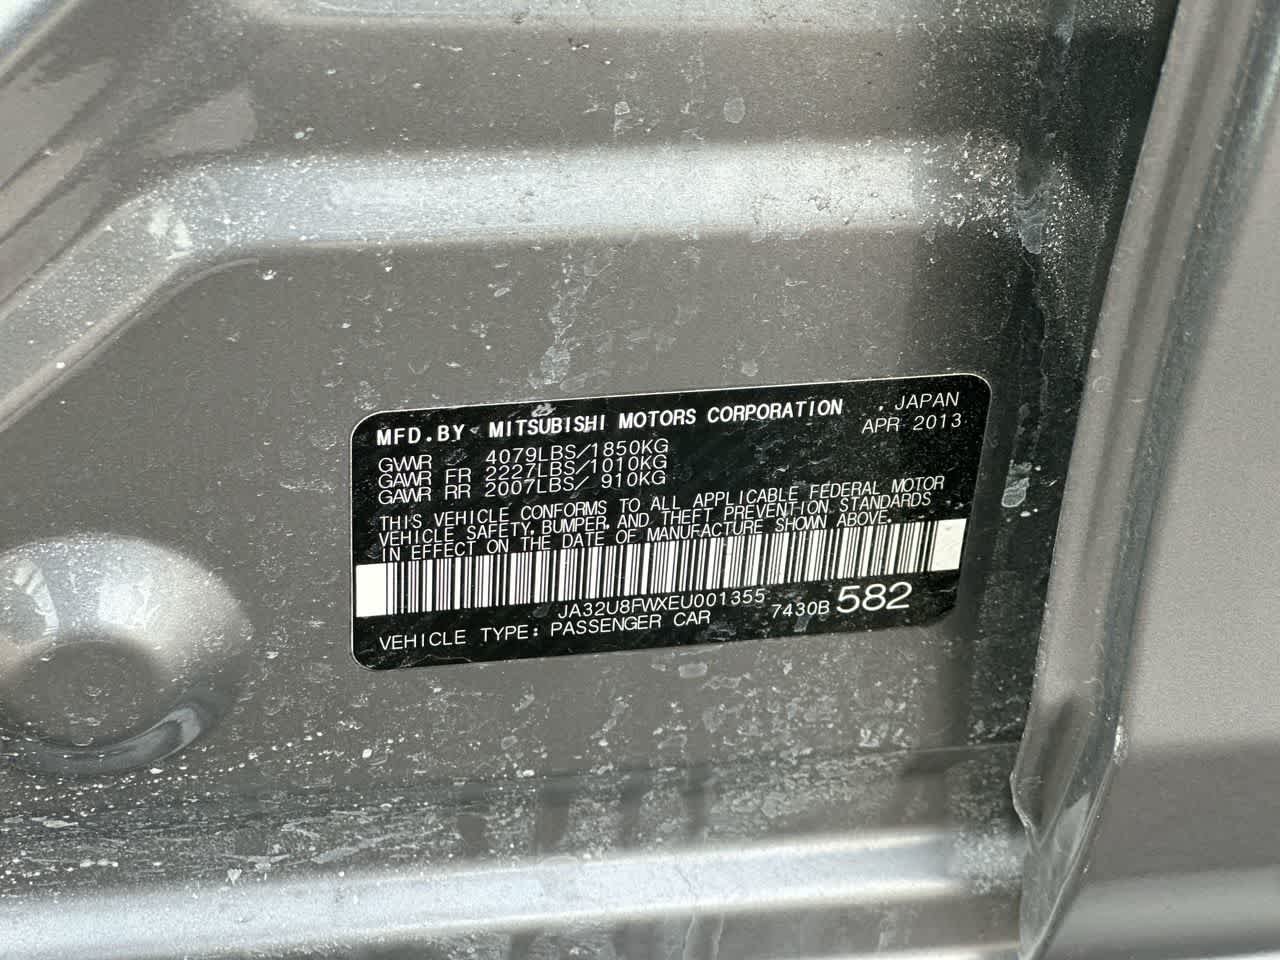 MFD.BY MITSUBISHI MOTORS CORPORATION , JAPAN
APR 2013
GVWR 4079LBS/1850KG
GAWR FR 2227LBS/1010KG
GAWR RR 2007LBS/ 910KG
THIS VEHICLE CONFORMS TO ALL APPLICABLE FEDERAL MOTOR
VEHICLE SAFETY, BUMPER, AND THEFT PREVENTION STANDARDS
IN EFFECT ON THE DATE OF MANUFACTURE SHOWN ABOVE.
JA32U8FWXEU001355 7430B 582
VEHICLE TYPE: PASSENGER CAR